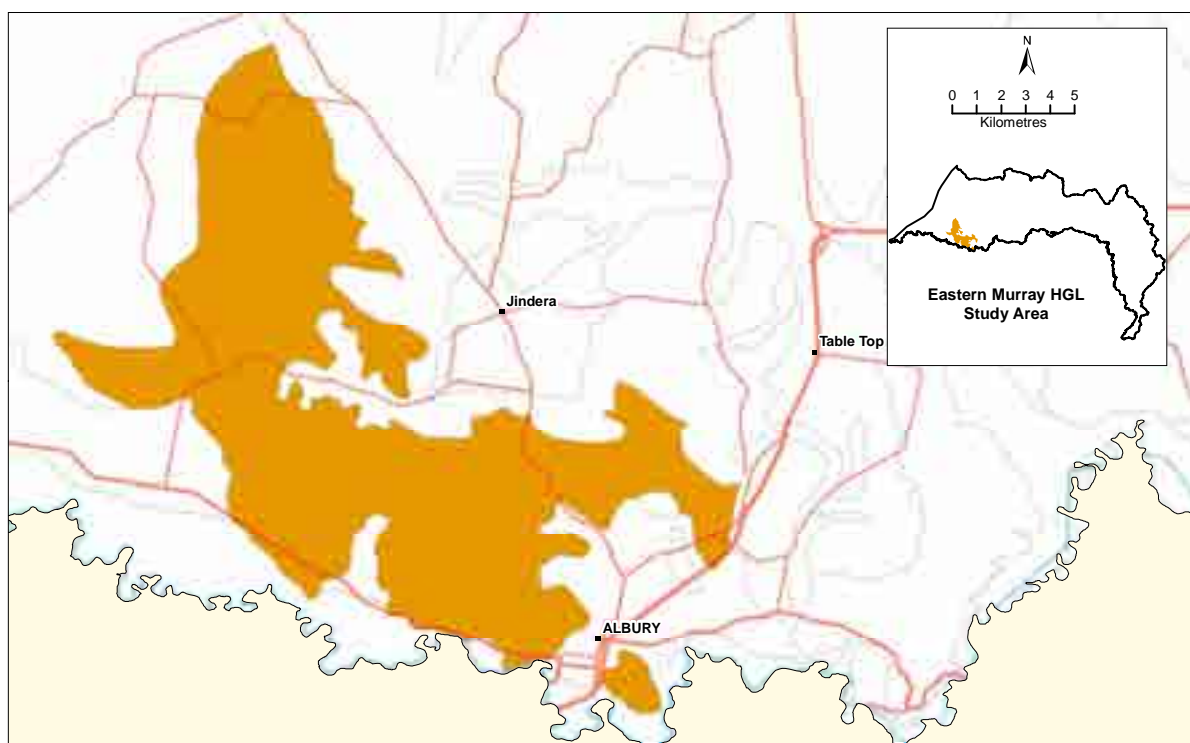 N
0 1 2 3 4 5
Kilometres
Eastern Murray HGL
Study Area
Jindera
Table Top
ALBURY